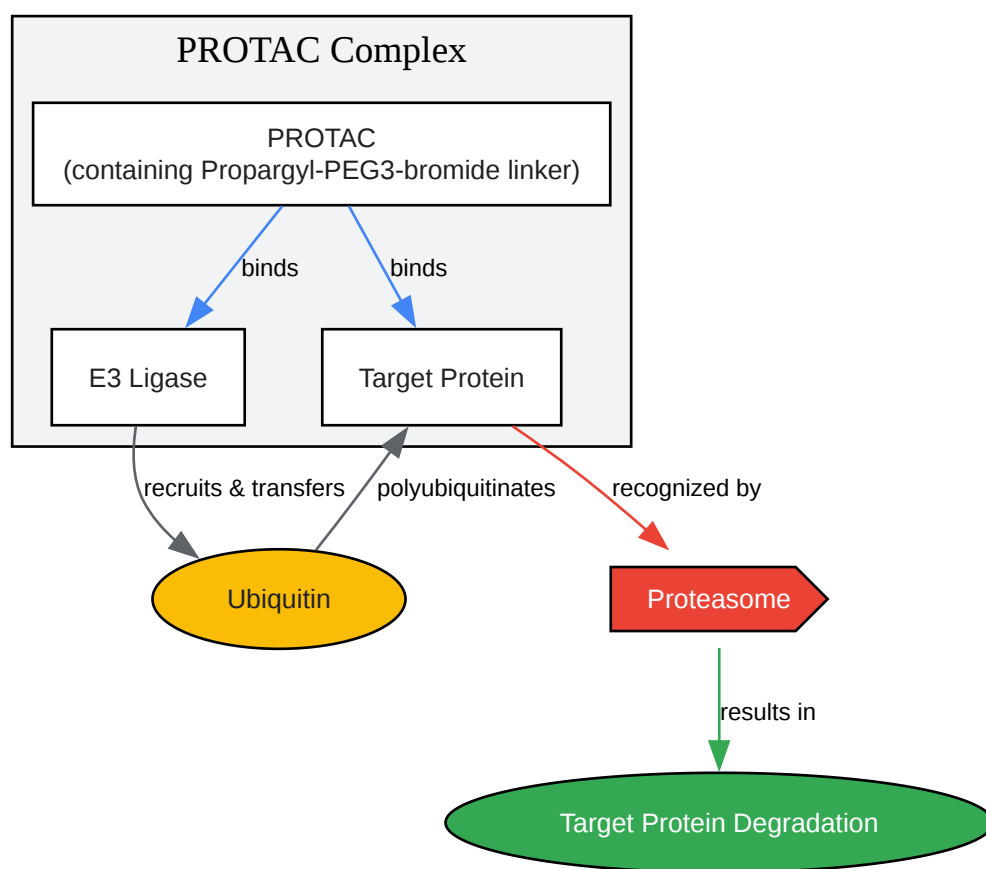 PROTAC Complex
PROTAC
(containing Propargyl-PEG3-bromide linker)
binds
binds
E3 Ligase
Target Protein
recruits & transfers
polyubiquitinates
recognized by
Ubiquitin
Proteasome
results in
Target Protein Degradation